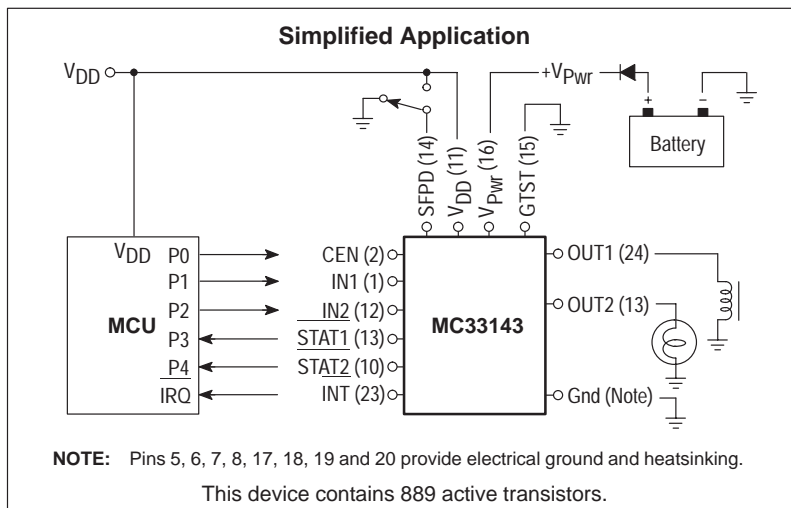 Simplified Application
VDD
+VPwr
+ −
Battery
SFPD (14)
VDD (11)
VPwr (16)
GTST (15)
VDD
MCU
P0
P1
P2
P3
P4
IRQ
CEN (2)
IN1 (1)
IN2 (12)
STAT1 (13)
STAT2 (10)
INT (23)
MC33143
OUT1 (24)
OUT2 (13)
Gnd (Note)
NOTE: Pins 5, 6, 7, 8, 17, 18, 19 and 20 provide electrical ground and heatsinking.
This device contains 889 active transistors.